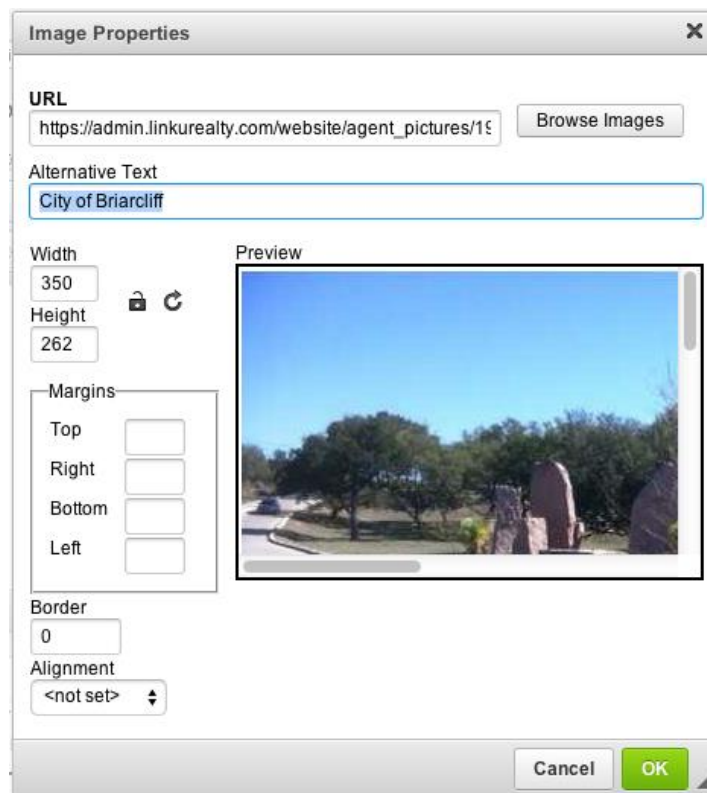 Image Properties
URL
https://admin.linkurealty.com/website/agent_pictures/19
Browse Images
Alternative Text
City of Briarcliff
Width
350
Height
262
Preview
Margins
Top
Right
Bottom
Left
Border
0
Alignment
<not set>
Cancel
OK